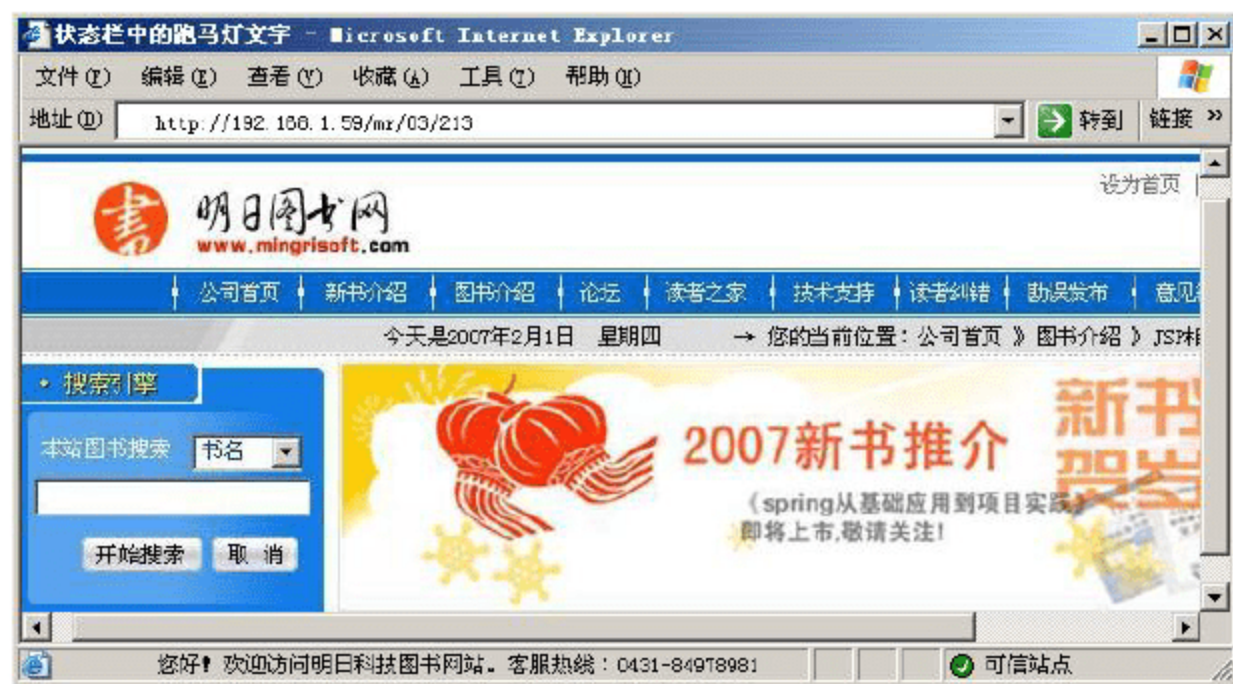 状态栏中的跑马灯文字 - Microsoft Internet Explorer
文件(F) 编辑(E) 查看(V) 收藏(A) 工具(T) 帮助(H)
地址(D) http://192.168.1.59/mr/03/213 转到 链接 »
设为首页 |
書 明日图书网
www.mingrisoft.com
公司首页 新书介绍 图书介绍 论坛 读者之家 技术支持 读者纠错 勘误发布 意见
今天是2007年2月1日 星期四 → 您的当前位置:公司首页 》 图书介绍 》 JS
搜索引擎
本站图书搜索 书名
开始搜索 取 消
2007新书推介
《spring从基础应用到项目实践》
即将上市,敬请关注!
新书
贺岁
您好! 欢迎访问明日科技图书网站。客服热线:0431-84978981 可信站点